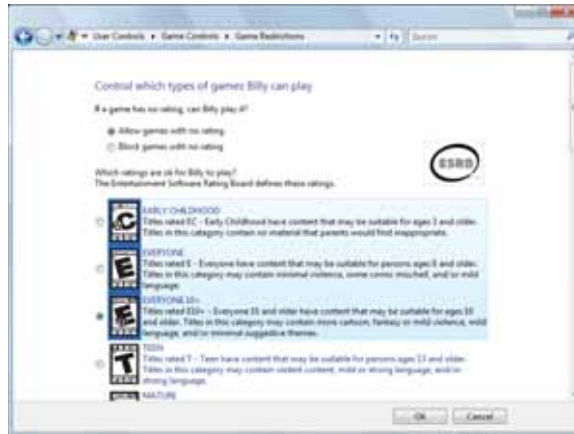 User Controls ▸ Game Controls ▸ Game Restrictions
Search
Control which types of games Billy can play
If a game has no rating, can Billy play it?
Allow games with no rating
Block games with no rating
Which ratings are ok for Billy to play?
The Entertainment Software Rating Board defines these ratings.
ESRB
EARLY CHILDHOOD
Titles rated EC - Early Childhood have content that may be suitable for ages 3 and older.
Titles in this category contain no material that parents would find inappropriate.
EVERYONE
Titles rated E - Everyone have content that may be suitable for persons ages 6 and older.
Titles in this category may contain minimal violence, some comic mischief, and/or mild
language.
EVERYONE 10+
Titles rated E10+ - Everyone 10 and older have content that may be suitable for ages 10
and older. Titles in this category may contain more cartoon, fantasy or mild violence, mild
language, and/or minimal suggestive themes.
TEEN
Titles rated T - Teen have content that may be suitable for persons ages 13 and older.
Titles in this category may contain violent content, mild or strong language, and/or
strong language.
MATURE
OK
Cancel